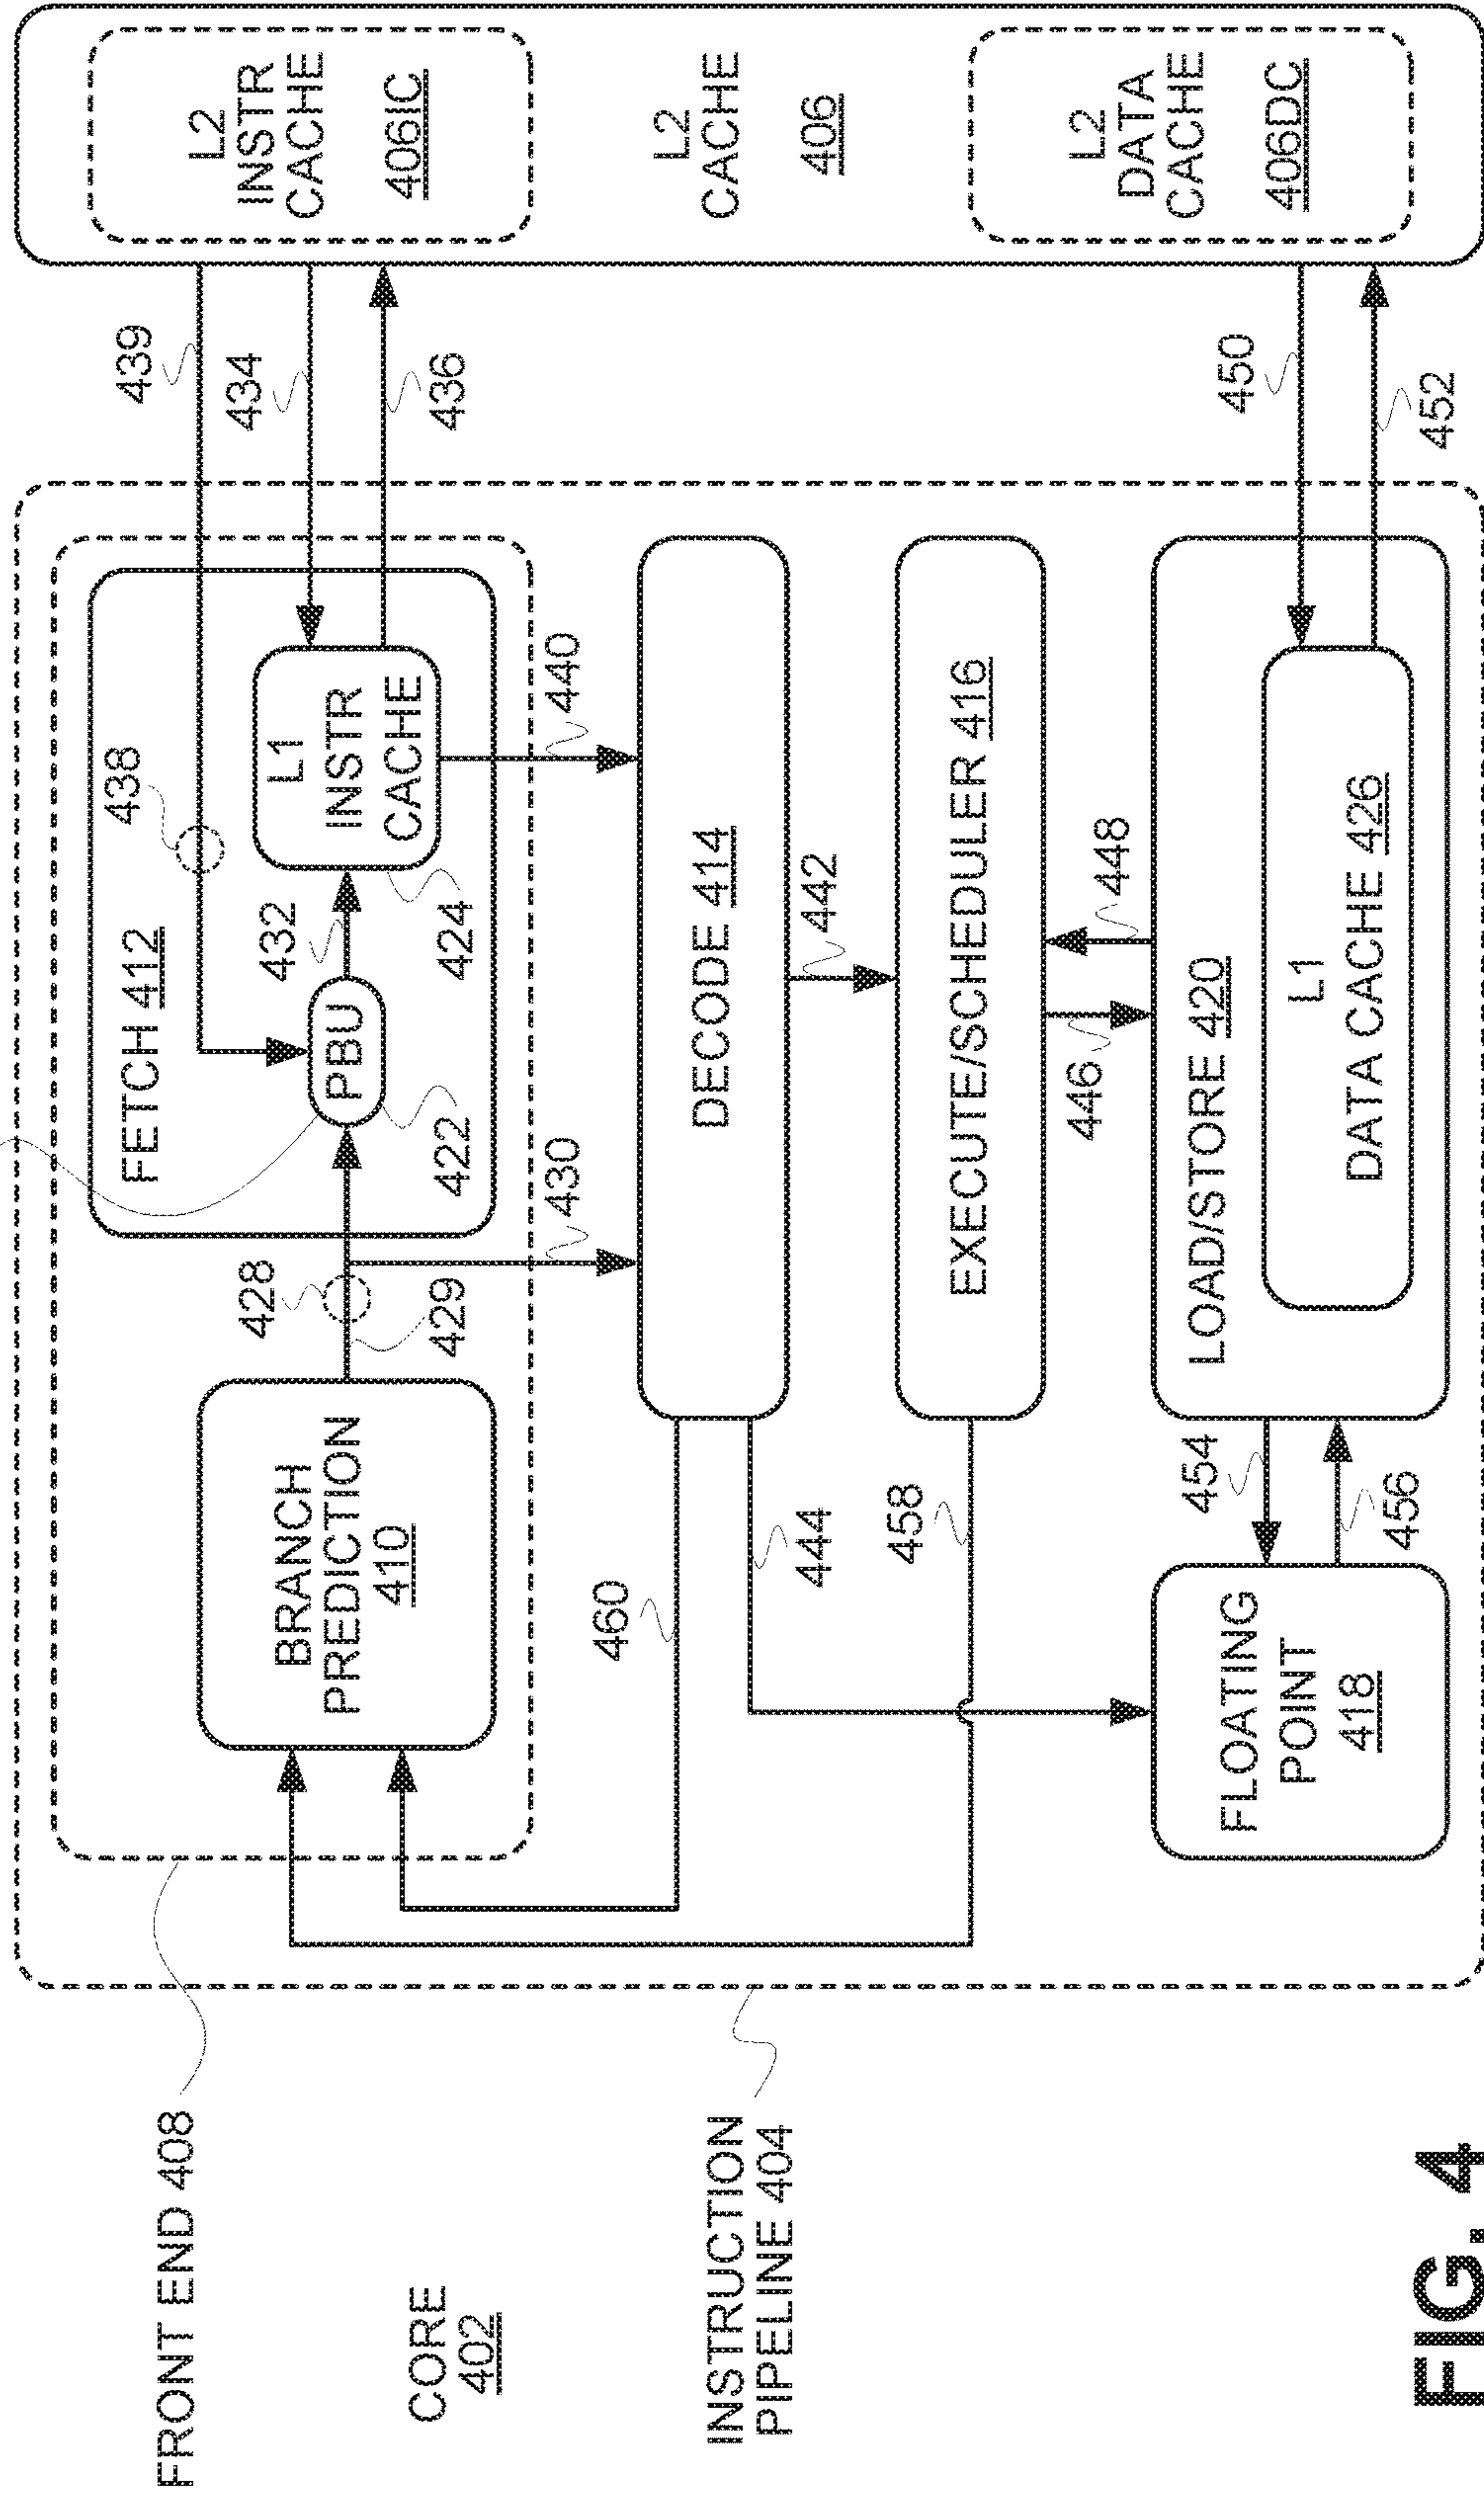 FRONT END 408
CORE
402
INSTRUCTION
PIPELINE 404
BRANCH
PREDICTION
410
428
429
430
FETCH 412
PBU
422
432
438
L1
INSTR
CACHE
424
439
434
436
440
L2
INSTR
CACHE
406IC
L2
CACHE
406
L2
DATA
CACHE
406DC
DECODE 414
460
444
442
EXECUTE/SCHEDULER 416
458
446
448
LOAD/STORE 420
L1
DATA CACHE 426
450
452
454
456
FLOATING
POINT
418
FIG. 4